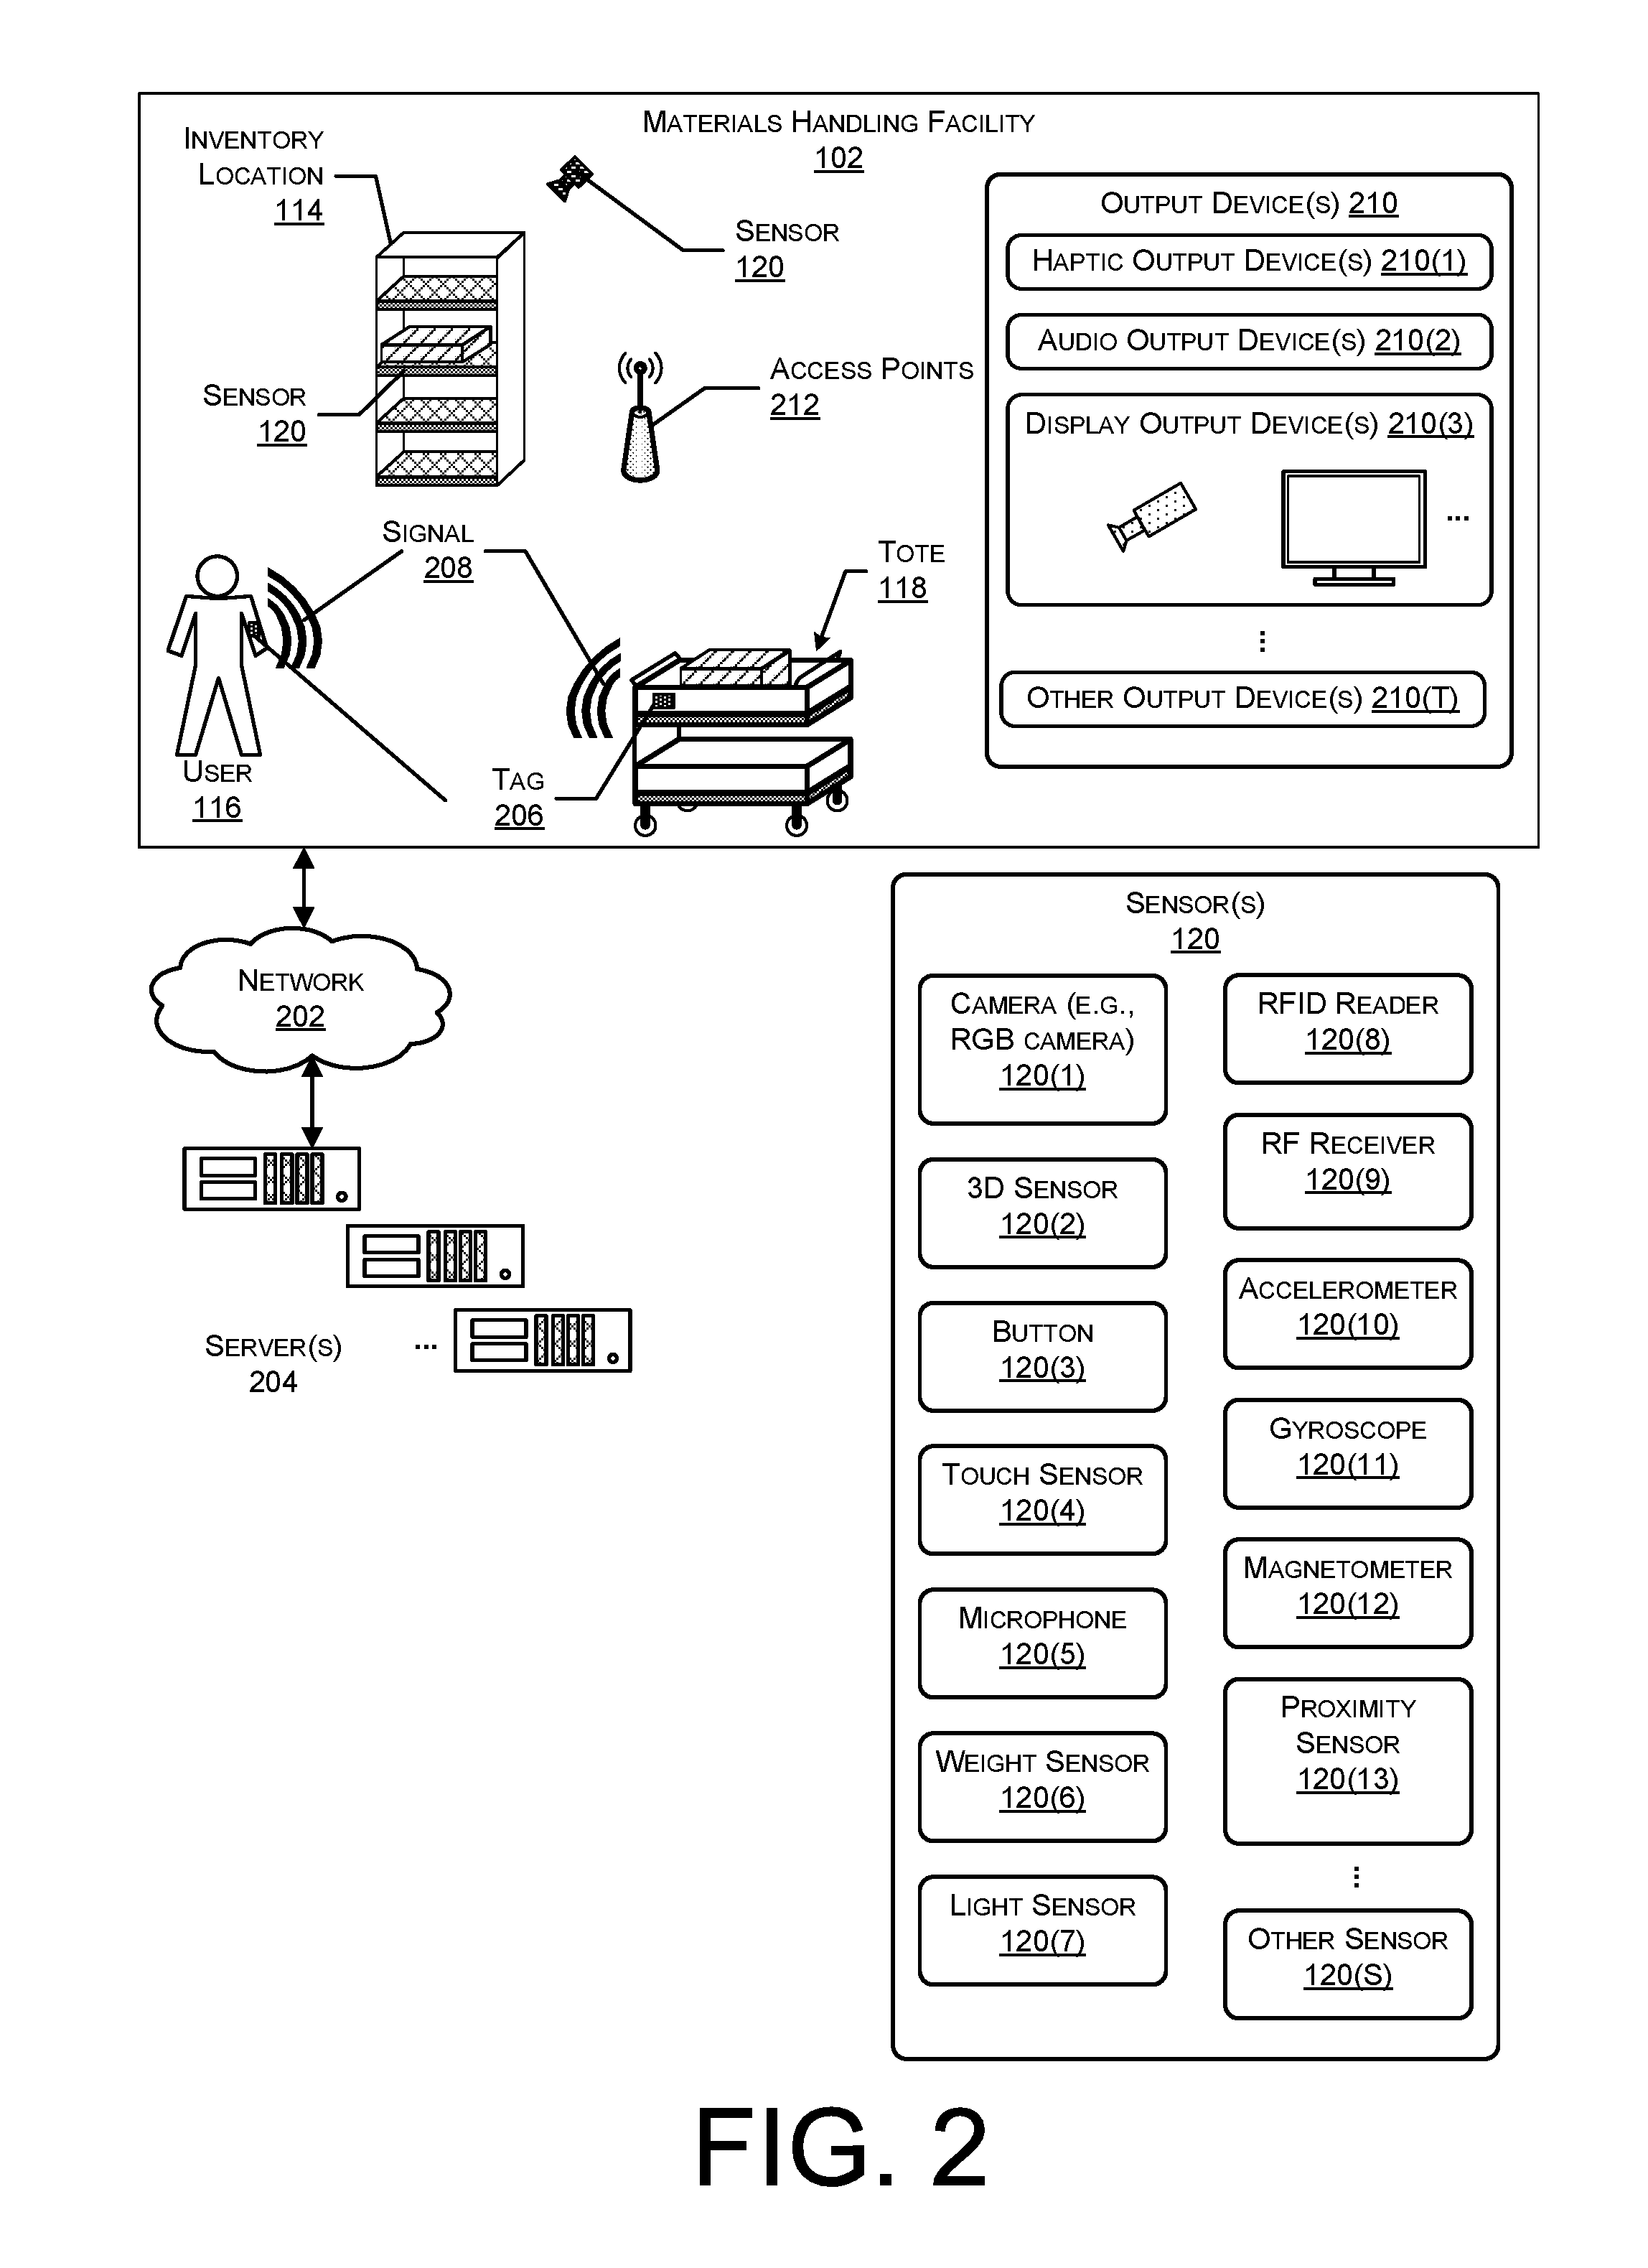 MATERIALS HANDLING FACILITY
102
INVENTORY
LOCATION
114
SENSOR
120
SENSOR
120
ACCESS POINTS
212
SIGNAL
208
TOTE
118
USER
116
TAG
206
OUTPUT DEVICE(S) 210
HAPTIC OUTPUT DEVICE(S) 210(1)
AUDIO OUTPUT DEVICE(S) 210(2)
DISPLAY OUTPUT DEVICE(S) 210(3)
...
...
OTHER OUTPUT DEVICE(S) 210(T)
NETWORK
202
SERVER(S)
204
...
SENSOR(S)
120
CAMERA (E.G.,
RGB CAMERA)
120(1)
3D SENSOR
120(2)
BUTTON
120(3)
TOUCH SENSOR
120(4)
MICROPHONE
120(5)
WEIGHT SENSOR
120(6)
LIGHT SENSOR
120(7)
RFID READER
120(8)
RF RECEIVER
120(9)
ACCELEROMETER
120(10)
GYROSCOPE
120(11)
MAGNETOMETER
120(12)
PROXIMITY
SENSOR
120(13)
...
OTHER SENSOR
120(S)
FIG. 2